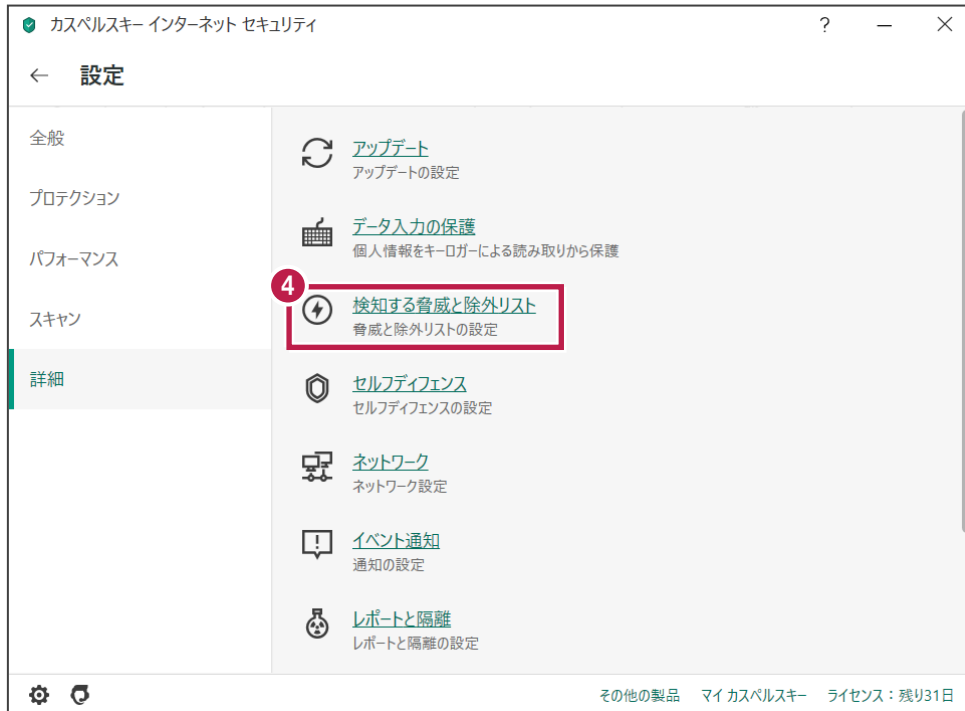 カスペルスキー インターネット セキュリティ
?
← 設定
全般
プロテクション
パフォーマンス
スキャン
詳細
アップデート
アップデートの設定
データ入力の保護
個人情報をキーロガーによる読み取りから保護
4
検知する脅威と除外リスト
脅威と除外リストの設定
セルフディフェンス
セルフディフェンスの設定
ネットワーク
ネットワーク設定
イベント通知
通知の設定
レポートと隔離
レポートと隔離の設定
その他の製品 マイ カスペルスキー ライセンス：残り31日